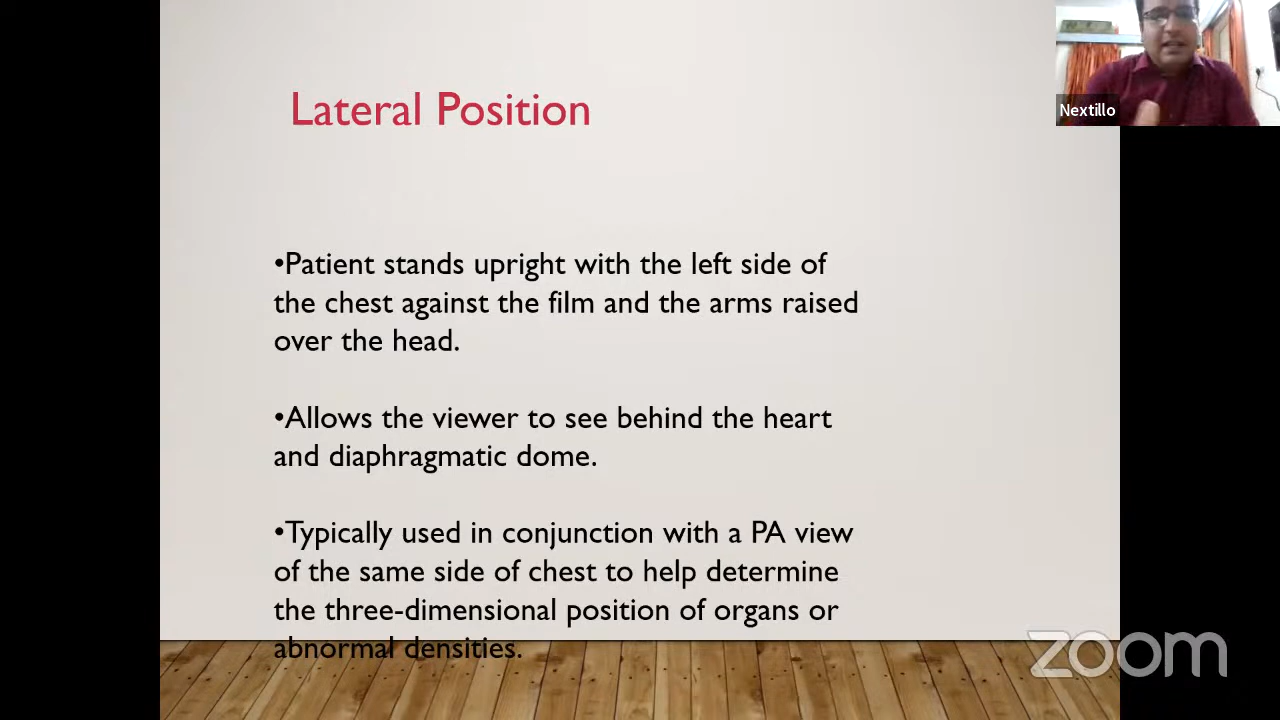 Lateral Position
Nextillo
•Patient stands upright with the left side of
the chest against the film and the arms raised
over the head.
•Allows the viewer to see behind the heart
and diaphragmatic dome.
•Typically used in conjunction with a PA view
of the same side of chest to help determine
the three-dimensional position of organs or
abnormal densities.
zoom